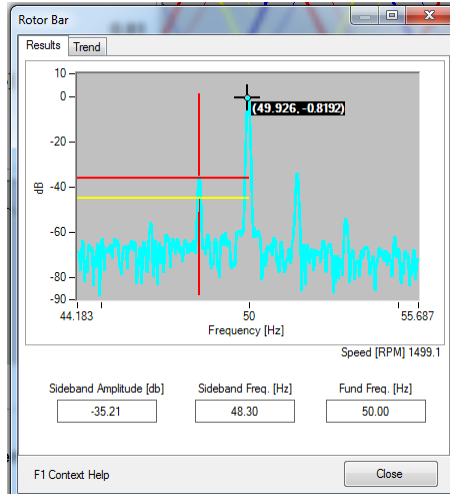 Rotor Bar
Results Trend
10
0
-20
-40
-60
-80
-90
dB
(49.926, -0.8192)
44.183 50 55.687
Frequency [Hz]
Speed [RPM] 1499.1
Sideband Amplitude [db] Sideband Freq. [Hz] Fund Freq. [Hz]
-35.21 48.30 50.00
F1 Context Help Close